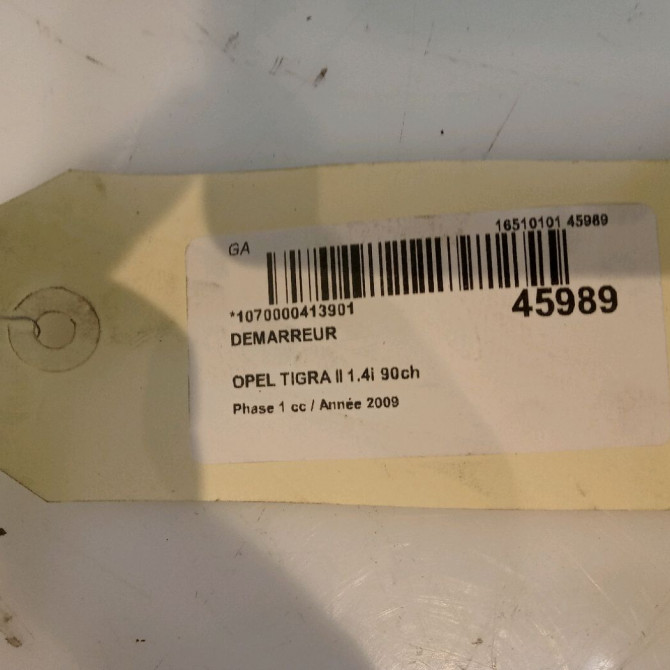 16510101 45989
GA
*1070000413901
45989
DEMARREUR
OPEL TIGRA II 1.4i 90ch
Phase 1 cc / Année 2009